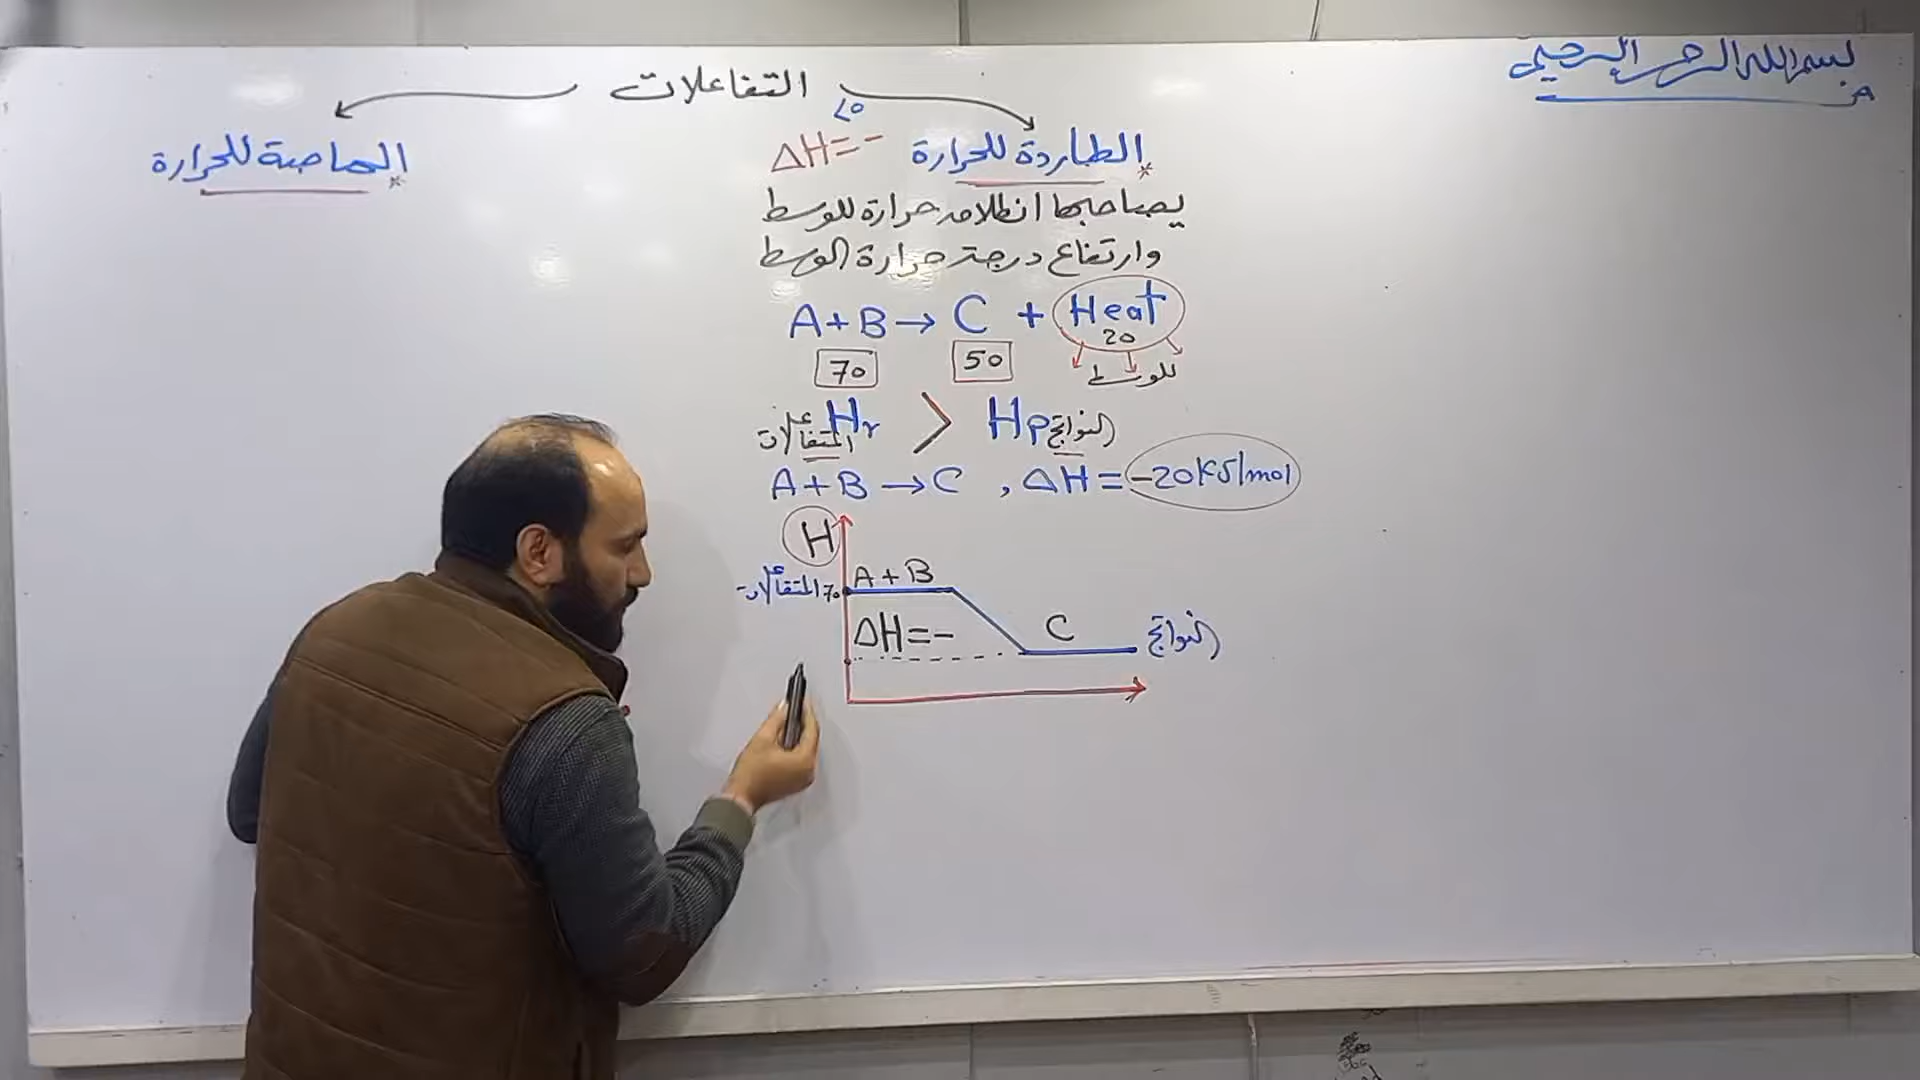 بسم الله الرحمن الرحيم
التفاعلات
الطاردة للحرارة ΔH = - <0
الماصة للحرارة
يصاحبها انطلاق حرارة للوسط
وارتفاع درجة حرارة الوسط
A + B → C + Heat
70 50 20
للوسط
Hr > Hp
المتفاعلات النواتج
A + B → C , ΔH = -20KJ/mol
H
المتفاعلات 70 A + B
ΔH = - C النواتج